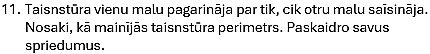 11. Taisnstūra vienu malu pagarināja par tik, cik otru malu saīsināja.
Nosaki, kā mainījās taisnstūra perimetrs. Paskaidro savus
spriedumus.